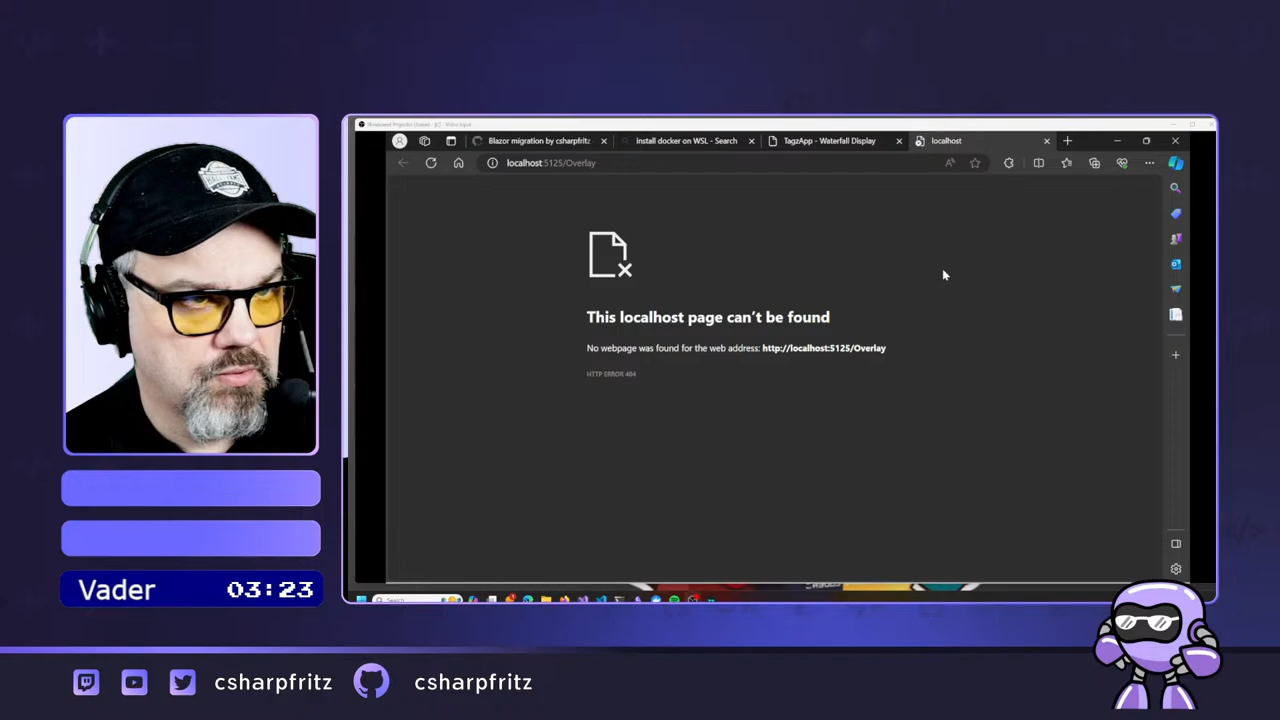 Blazor migration by csharpfritz
install docker on WSL - Search
TagzApp - Waterfall Display
localhost
localhost:5125/Overlay
This localhost page can't be found
No webpage was found for the web address: http://localhost:5125/Overlay
HTTP ERROR 404
Search
Vader 03:23
csharpfritz csharpfritz